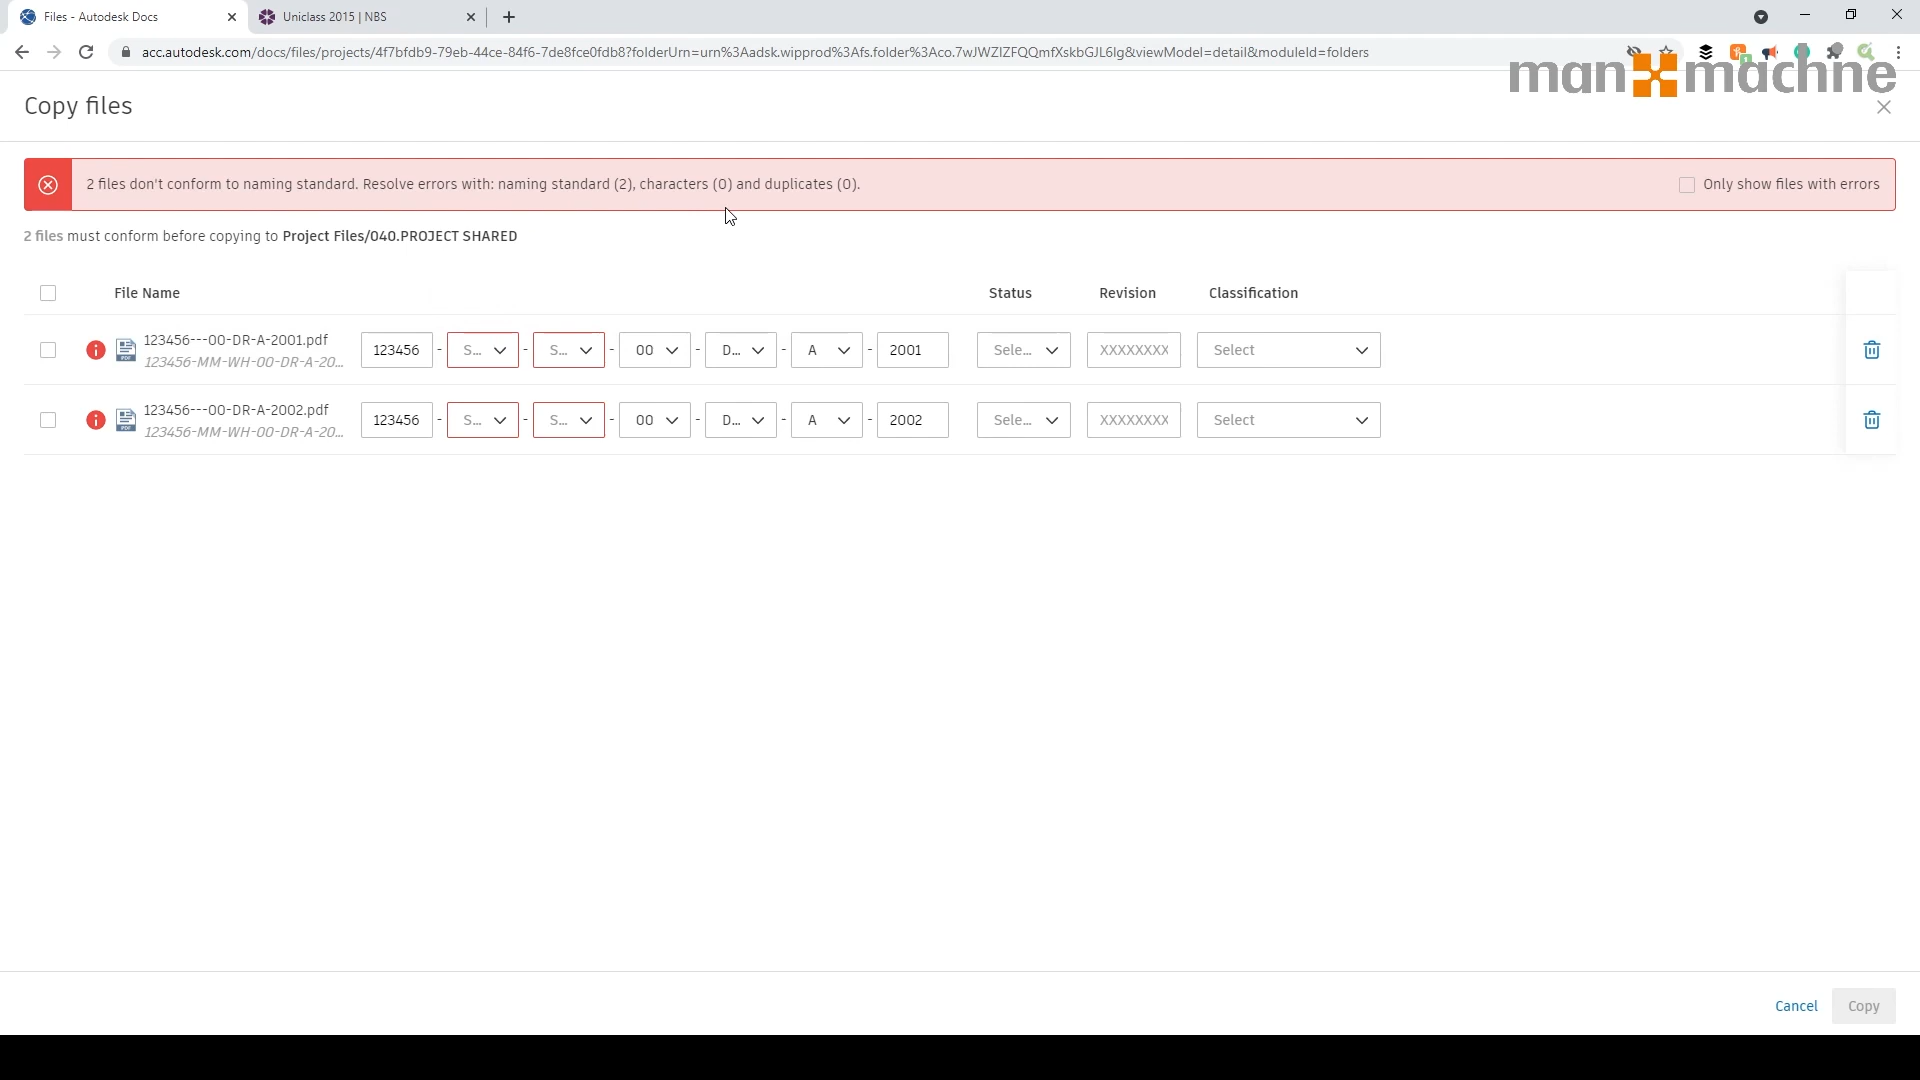 Files - Autodesk Docs
Uniclass 2015 | NBS
acc.autodesk.com/docs/files/projects/4f7bfdb9-79eb-44ce-84f6-7de8fce0fdb8?folderUrn=urn%3Aadsk.wipprod%3Afs.folder%3Aco.7wJWZIZFQQmfXskbGJL6Ig&viewModel=detail&moduleId=folders
man machne
Copy files
2 files don't conform to naming standard. Resolve errors with: naming standard (2), characters (0) and duplicates (0).
Only show files with errors
2 files must conform before copying to Project Files/040.PROJECT SHARED
File Name Status Revision Classification
123456---00-DR-A-2001.pdf
123456-MM-WH-00-DR-A-20...
123456 - S... - S... - 00 - D... - A - 2001 Sele... XXXXXXXX Select
123456---00-DR-A-2002.pdf
123456-MM-WH-00-DR-A-20...
123456 - S... - S... - 00 - D... - A - 2002 Sele... XXXXXXXX Select
Cancel Copy